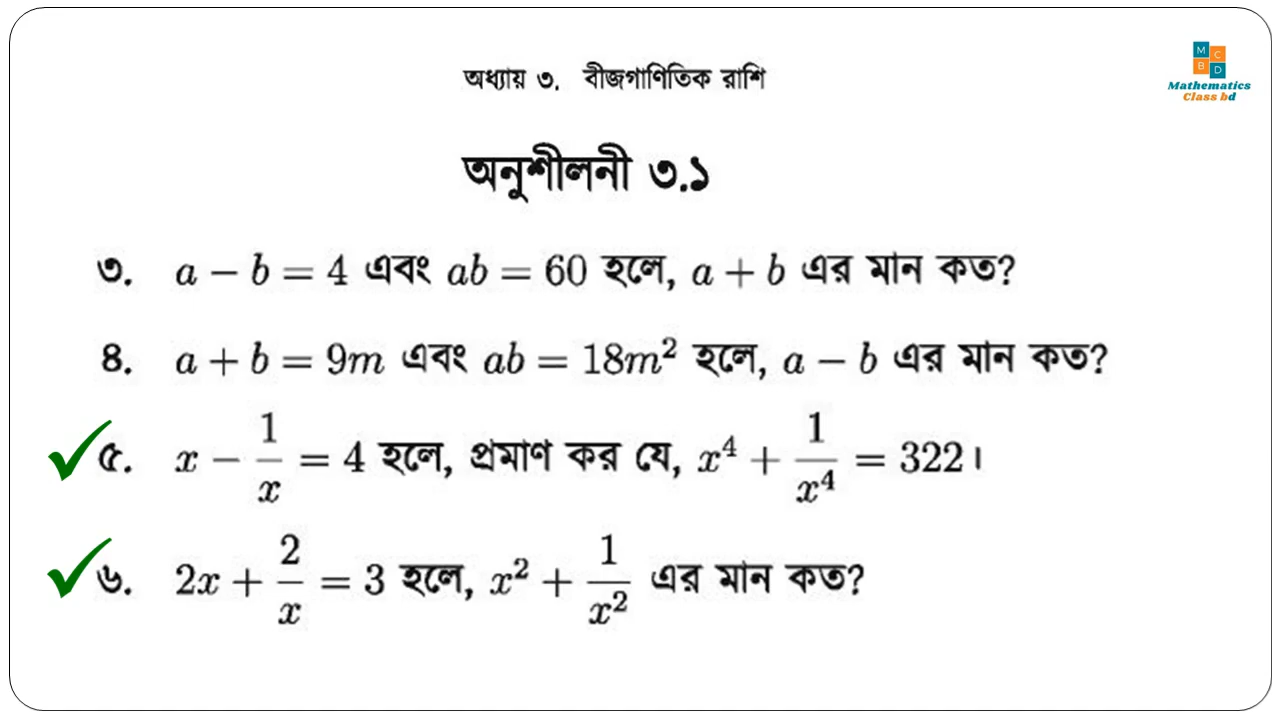 M C
B D
Mathematics
Class bd
অধ্যায় ৩. বীজগাণিতিক রাশি
অনুশীলনী ৩.১
৩. a − b = 4 এবং ab = 60 হলে, a + b এর মান কত?
৪. a + b = 9m এবং ab = 18m² হলে, a − b এর মান কত?
৫. x − 1/x = 4 হলে, প্রমাণ কর যে, x⁴ + 1/x⁴ = 322।
৬. 2x + 2/x = 3 হলে, x² + 1/x² এর মান কত?